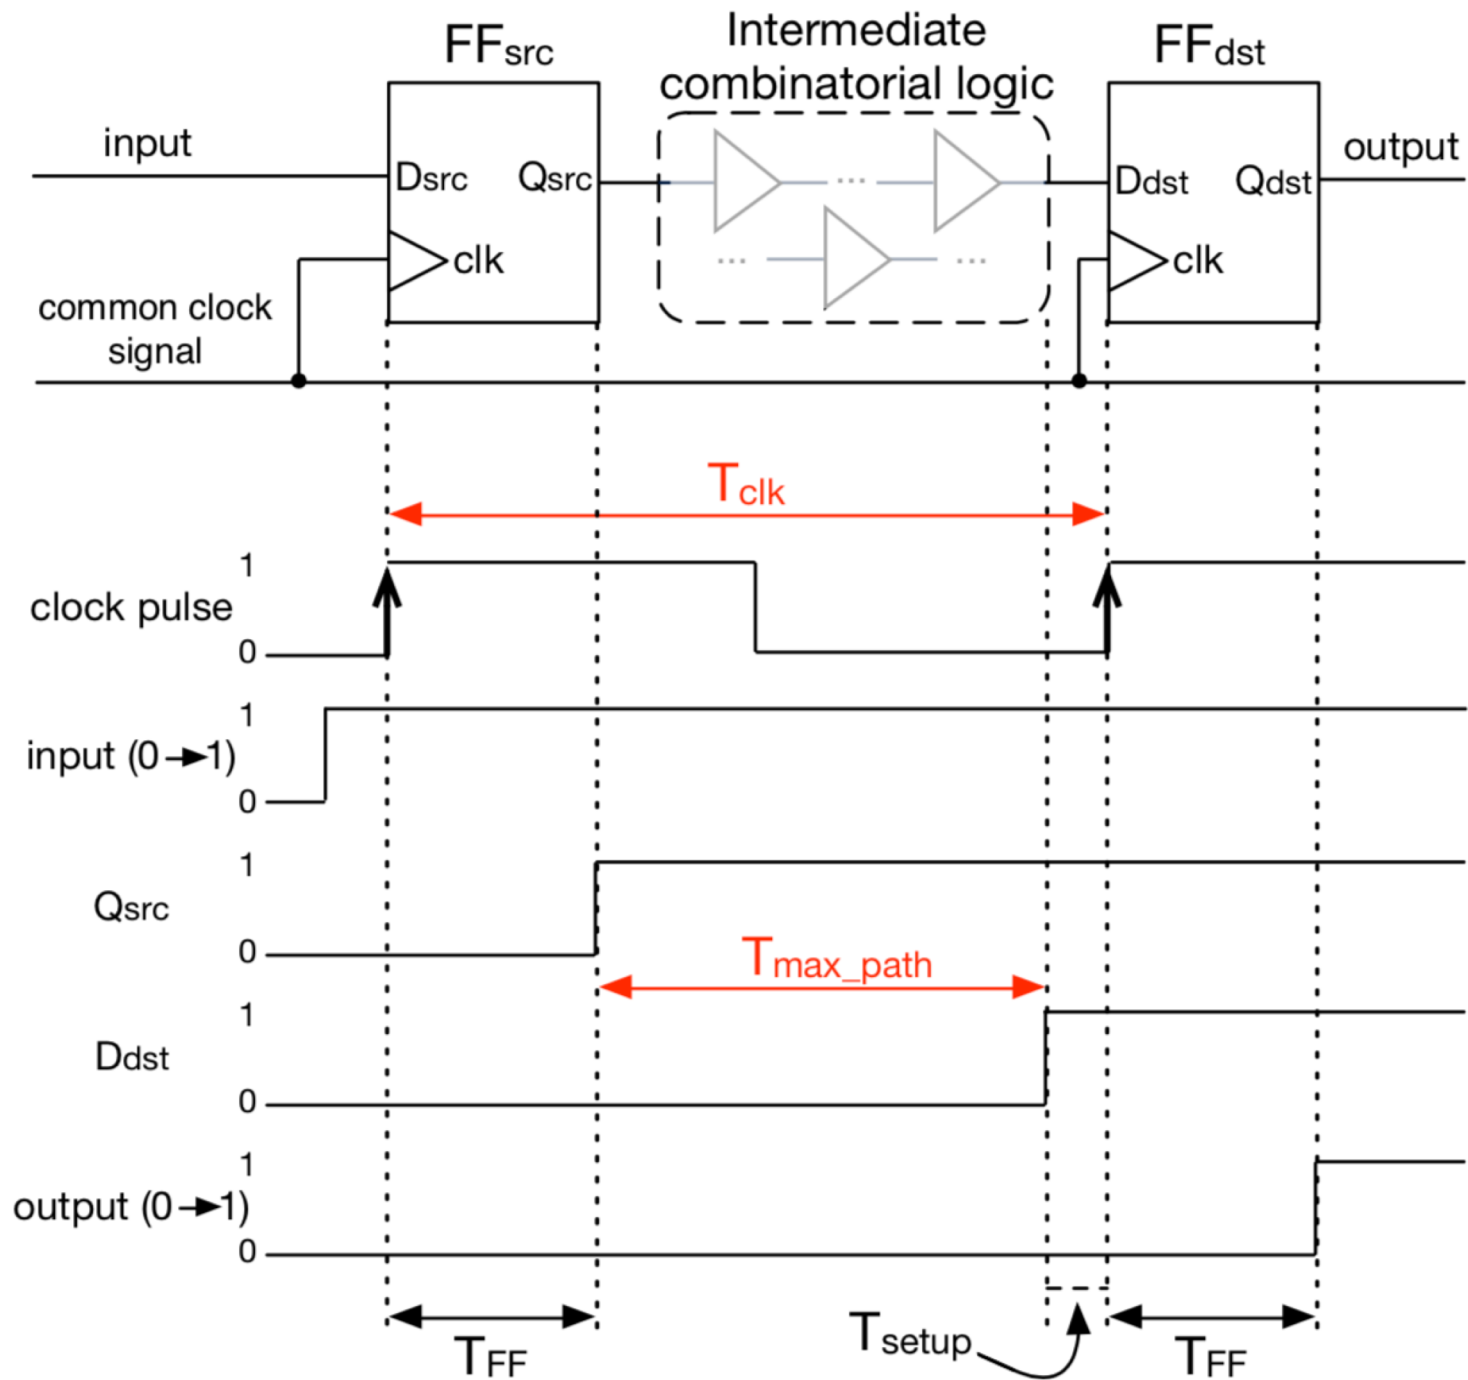 FFsrc
Intermediate
combinatorial logic
FFdst
input
Dsrc
Qsrc
...
Ddst
Qdst
output
clk
...
...
clk
common clock
signal
Tclk
1
clock pulse
0
1
input (0→1)
0
1
Qsrc
0
Tmax_path
1
Ddst
0
1
output (0→1)
0
TFF
Tsetup
TFF